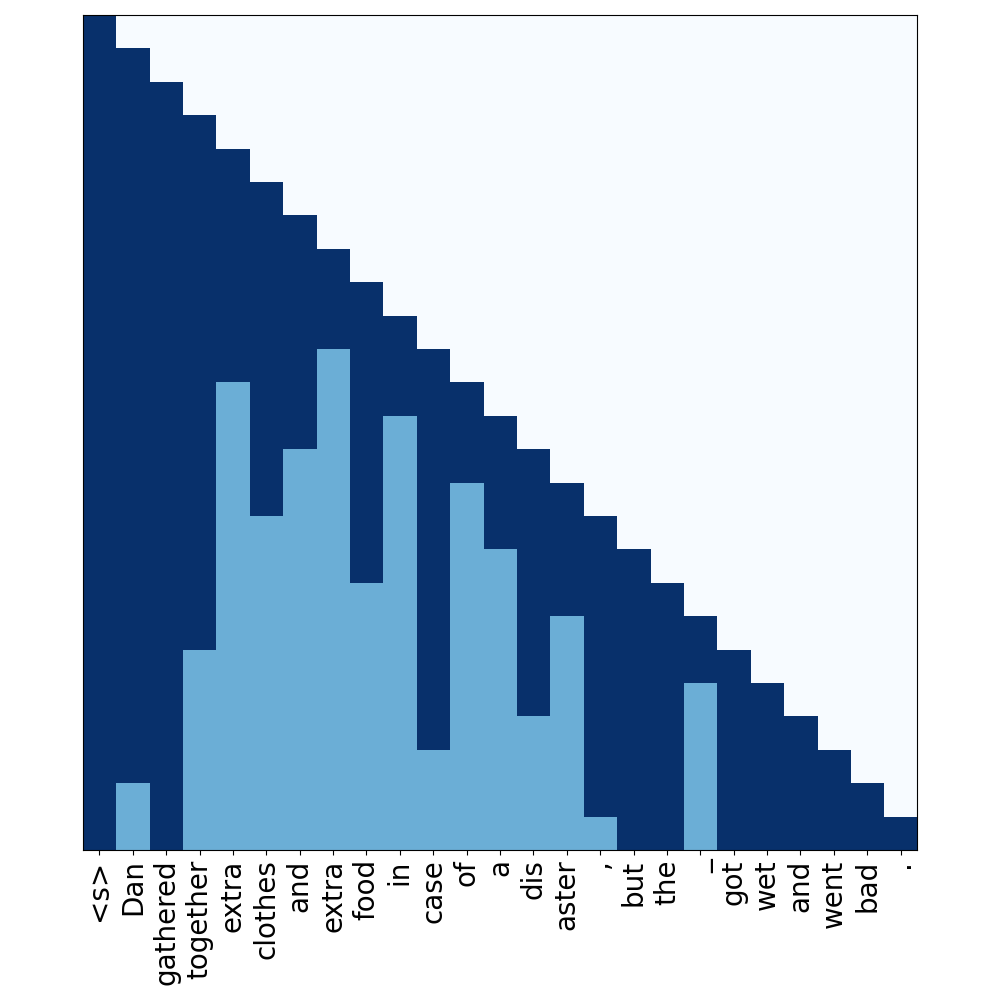 <s> Dan gathered together extra clothes and extra food in case of a dis aster , but the _ got wet and went bad .